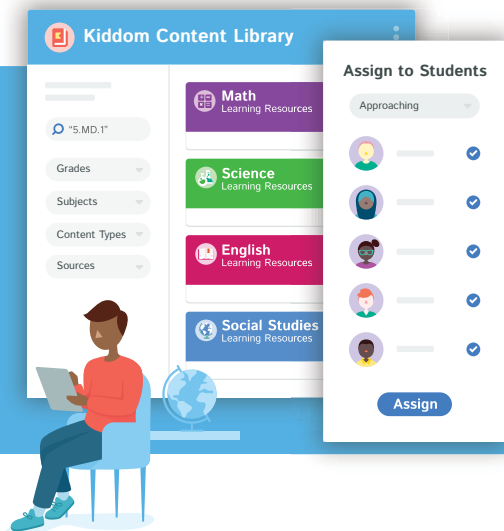 Kiddom Content Library
"5.MD.1"
Grades
Subjects
Content Types
Sources
Math
Learning Resources
Science
Learning Resources
English
Learning Resources
Social Studies
Learning Resources
Assign to Students
Approaching
Assign